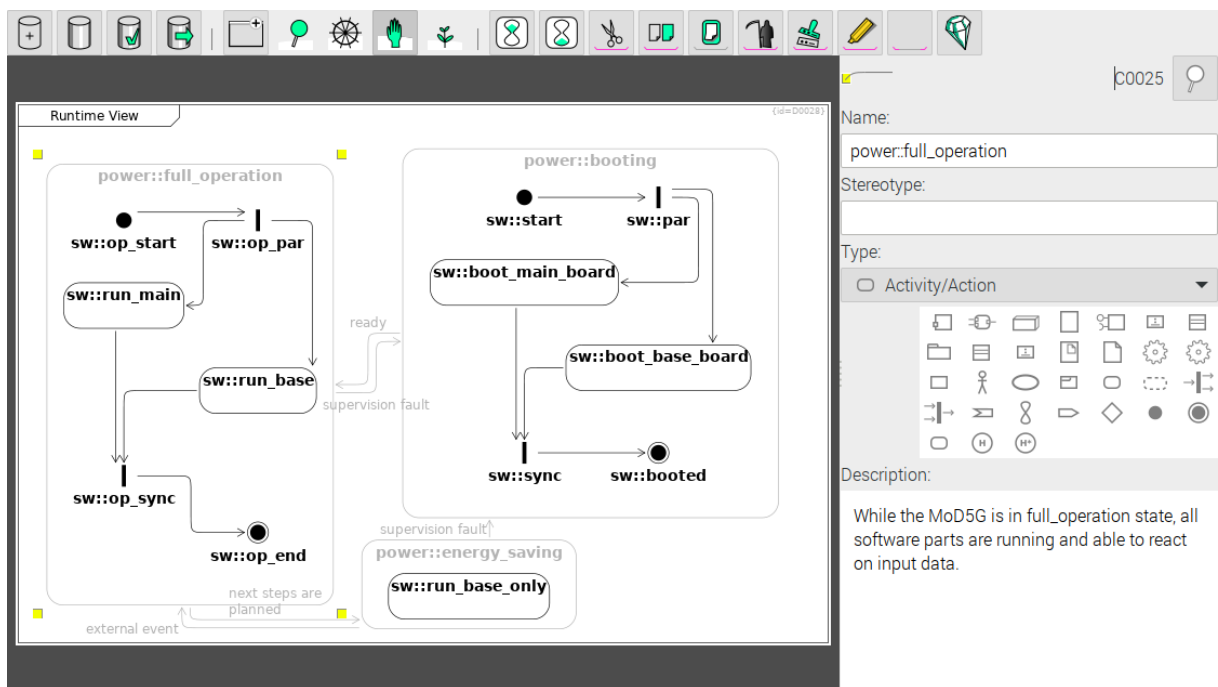 Runtime View
{id=D0028}
power::full_operation
sw::op_start
sw::op_par
sw::run_main
sw::run_base
sw::op_sync
sw::op_end
ready
supervision fault
power::booting
sw::start
sw::par
sw::boot_main_board
sw::boot_base_board
sw::sync
sw::booted
supervision fault
power::energy_saving
sw::run_base_only
next steps are
planned
external event
C0025
Name:
power::full_operation
Stereotype:
Type:
Activity/Action
H
H*
Description:
While the MoD5G is in full_operation state, all
software parts are running and able to react
on input data.